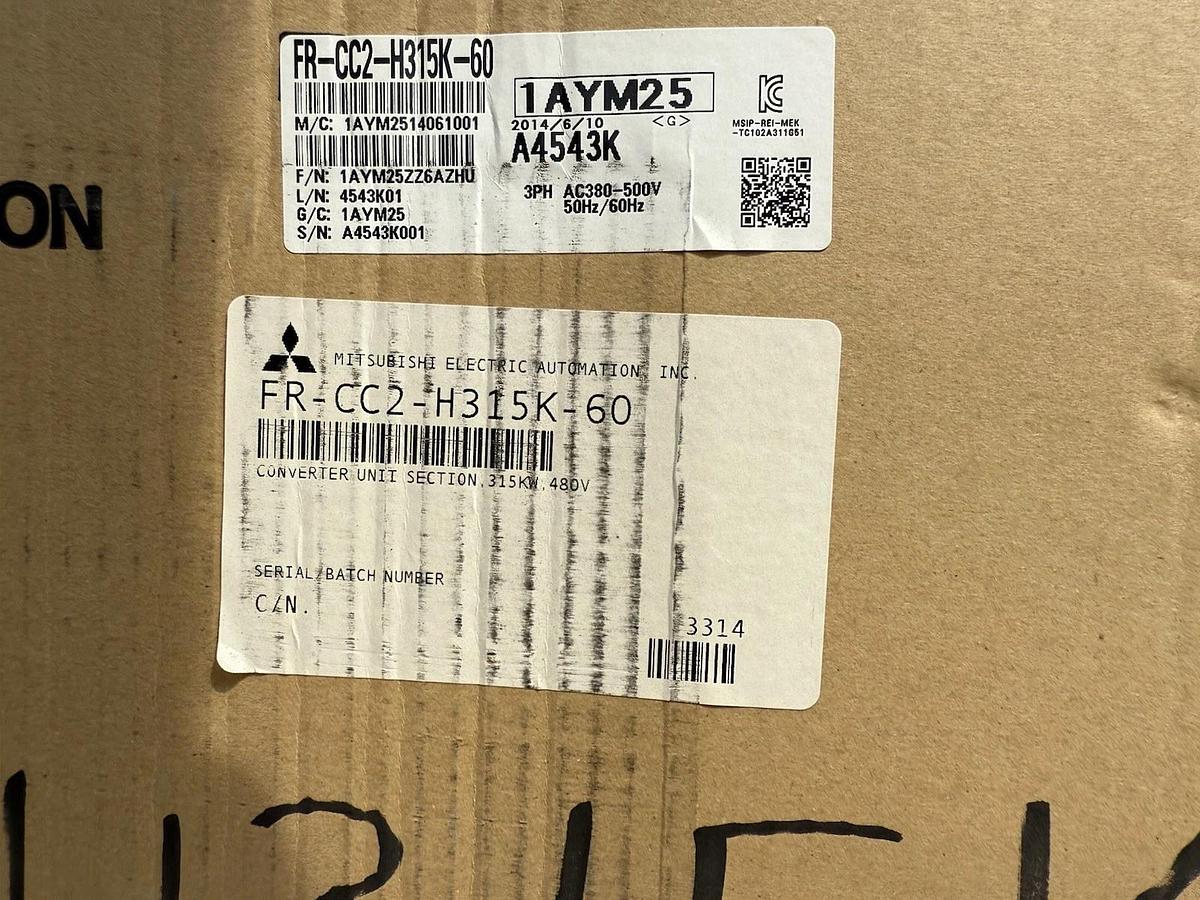 FR-CC2-H315K-60
M/C: 1AYM2514061001
F/N: 1AYM25ZZ6AZHU
L/N: 4543K01
G/C: 1AYM25
S/N: A4543K001
1AYM25
2014/6/10 <G>
A4543K
3PH AC380-500V
50Hz/60Hz
MSIP-REI-MEK
-TC102A311G51
ON
MITSUBISHI ELECTRIC AUTOMATION, INC.
FR-CC2-H315K-60
CONVERTER UNIT SECTION,315KW,480V
SERIAL/BATCH NUMBER
C/N.
3314
H315K